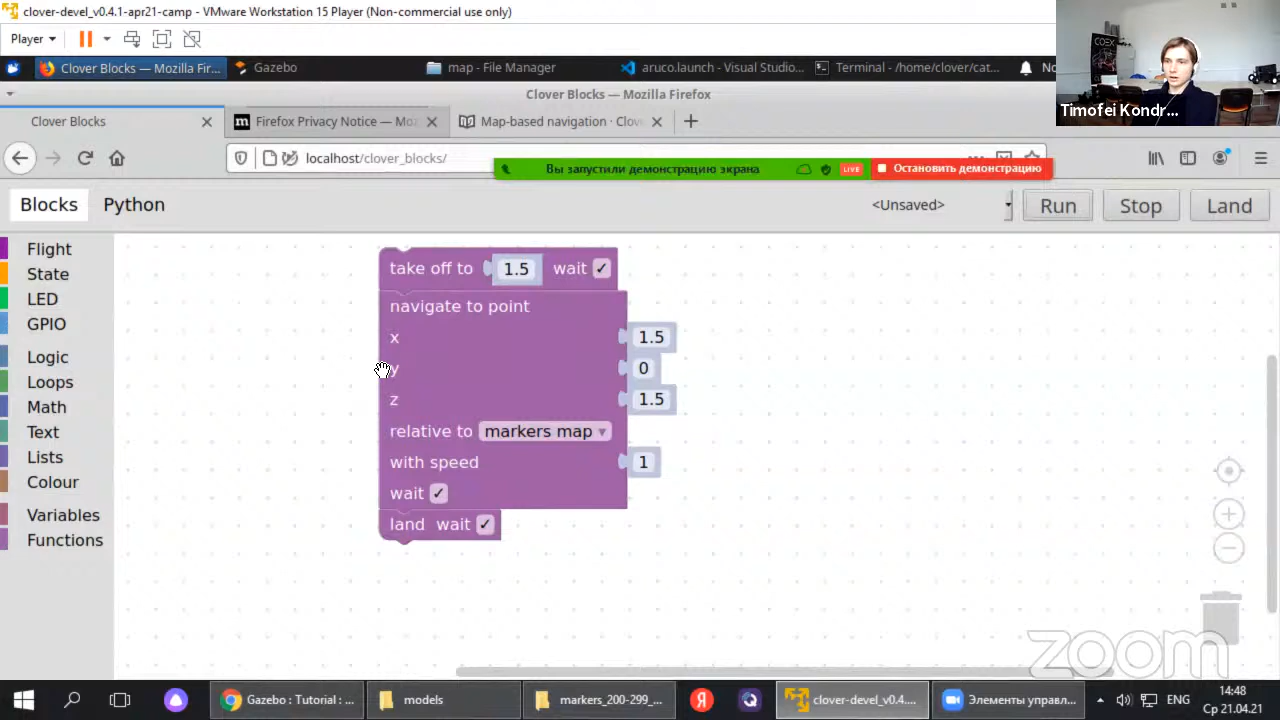 clover-devel_v0.4.1-apr21-camp - VMware Workstation 15 Player (Non-commercial use only)
Player
Clover Blocks — Mozilla Fir...
Gazebo
map - File Manager
aruco.launch - Visual Studio...
Terminal - /home/clover/cat...
No
COEX
Timofei Kondr...
Clover Blocks — Mozilla Firefox
Clover Blocks
Firefox Privacy Notice — Moz
Map-based navigation · Clove
localhost/clover_blocks/
Вы запустили демонстрацию экрана
LIVE
Остановить демонстрацию
Blocks
Python
<Unsaved>
Run
Stop
Land
Flight
State
LED
GPIO
Logic
Loops
Math
Text
Lists
Colour
Variables
Functions
take off to 1.5 wait
navigate to point
x 1.5
y 0
z 1.5
relative to markers map
with speed 1
wait
land wait
zoom
Gazebo : Tutorial : ...
models
markers_200-299_...
Я
clover-devel_v0.4....
Элементы управл...
ENG
14:48
Ср 21.04.21